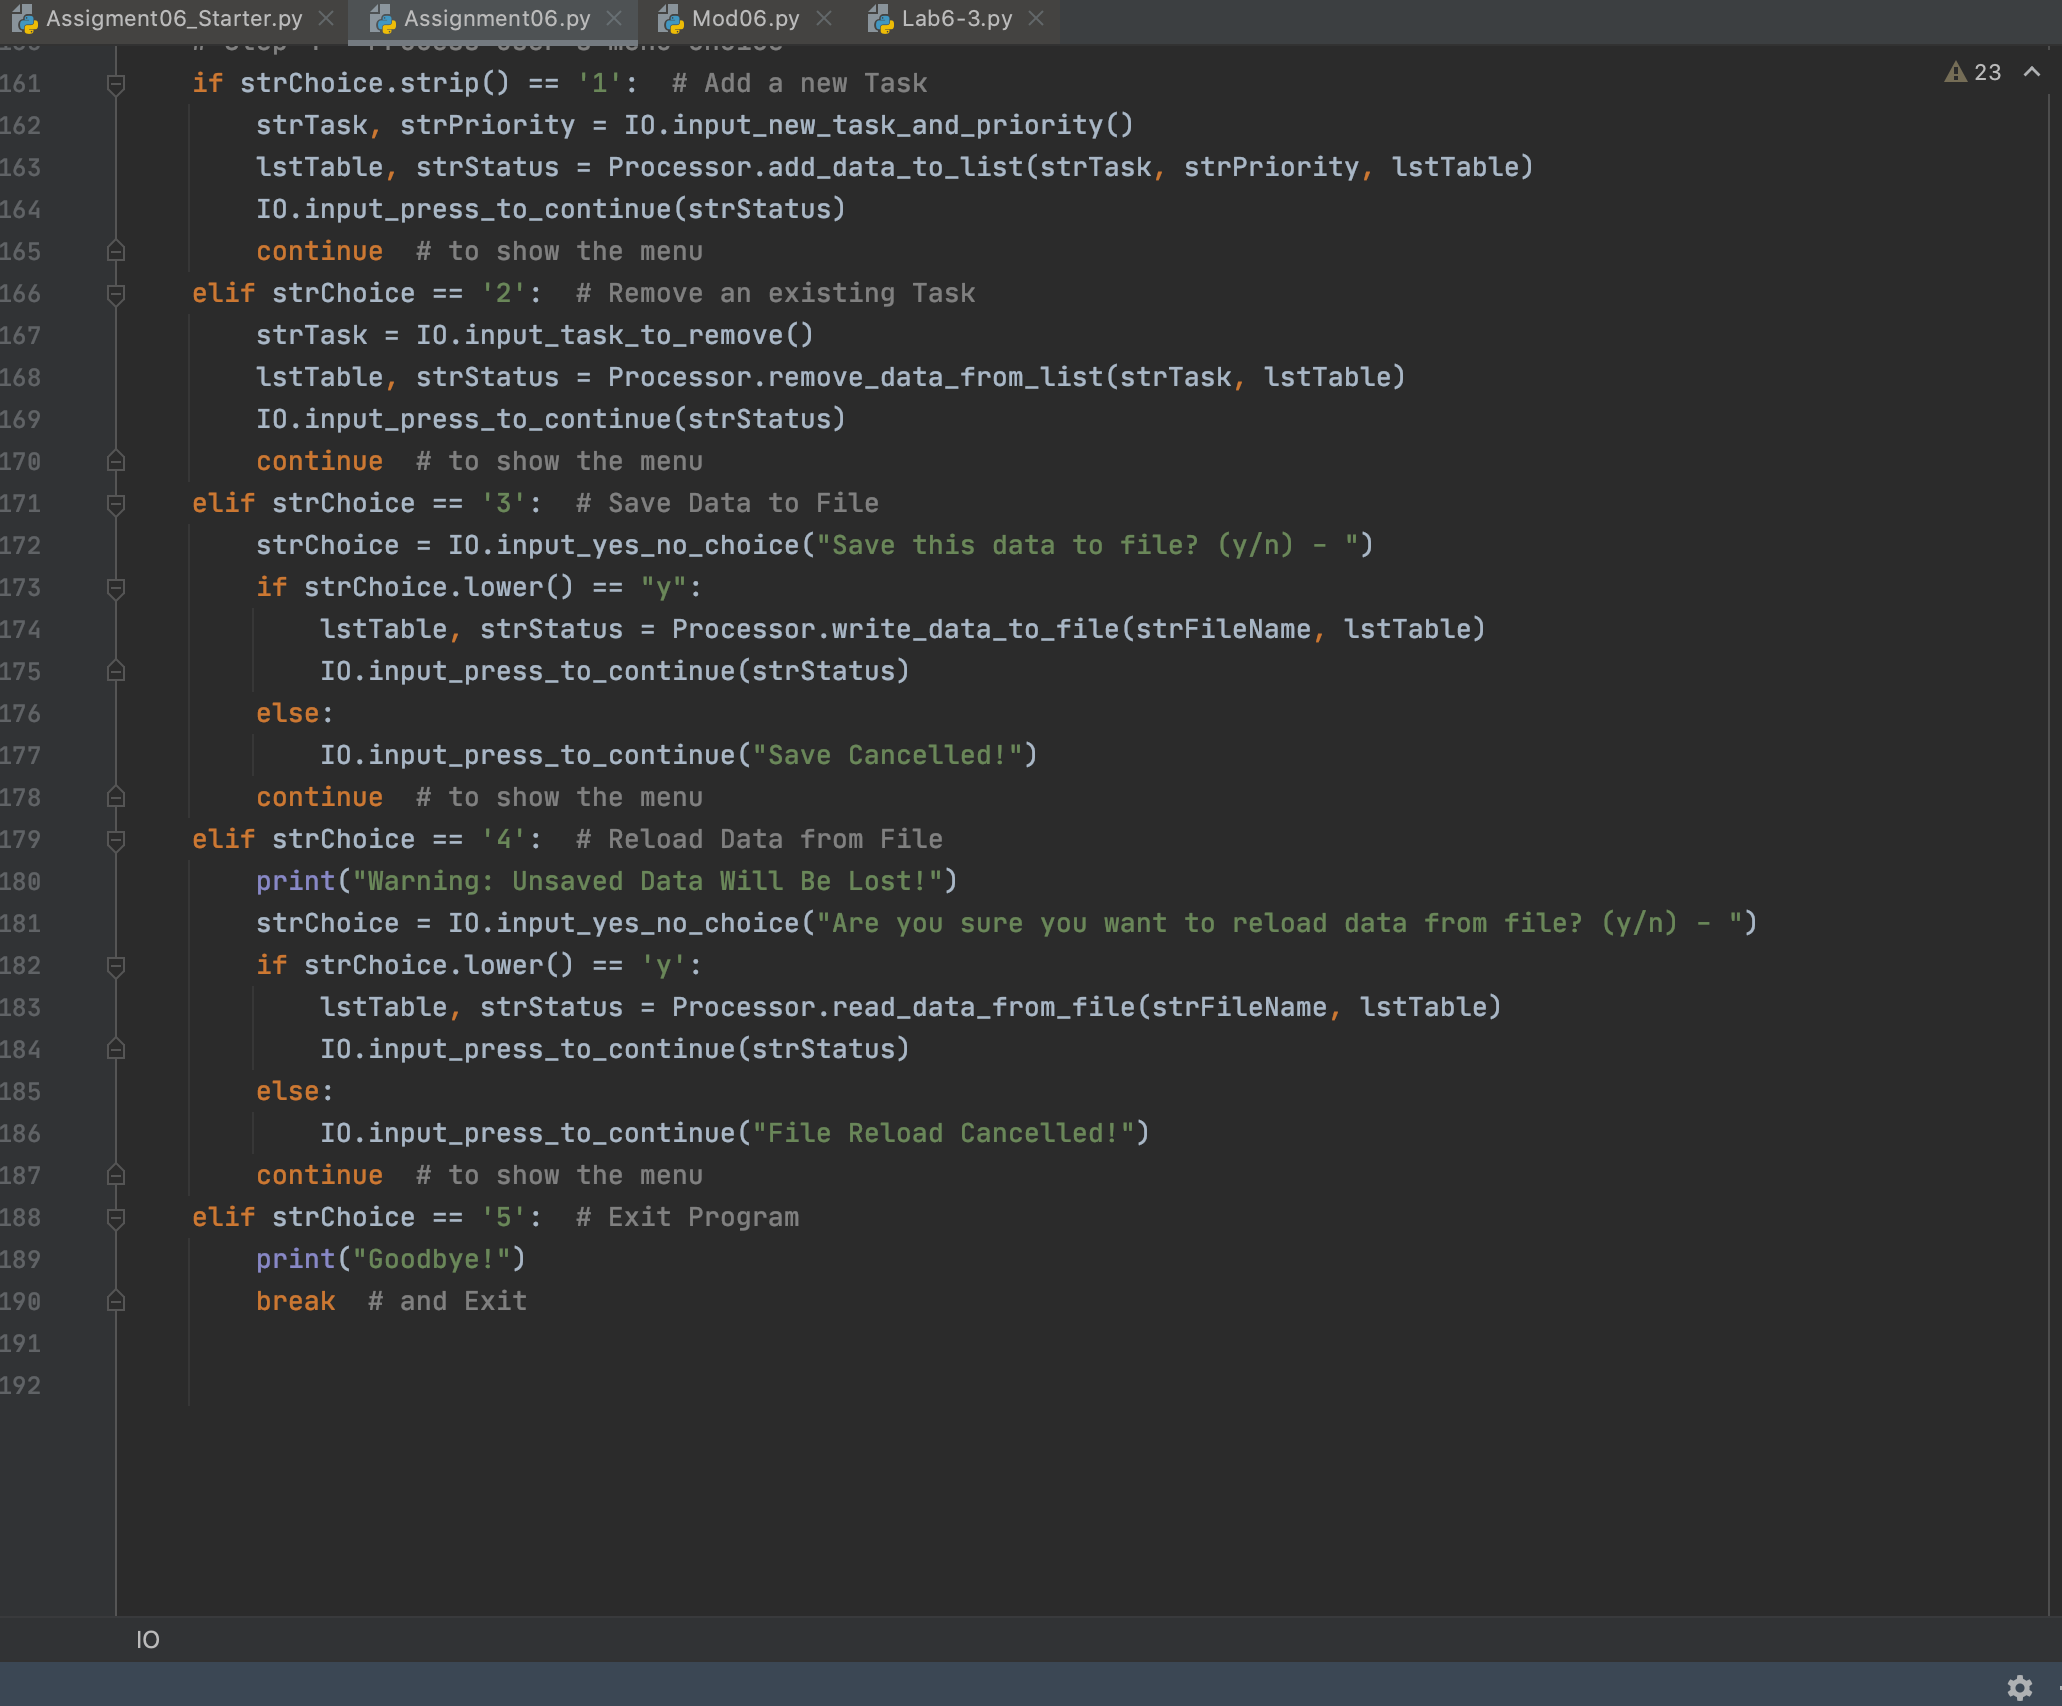 Assigment06_Starter.py Assignment06.py Mod06.py Lab6-3.py
23
161 if strChoice.strip() == '1':  # Add a new Task
162 strTask, strPriority = IO.input_new_task_and_priority()
163 lstTable, strStatus = Processor.add_data_to_list(strTask, strPriority, lstTable)
164 IO.input_press_to_continue(strStatus)
165 continue  # to show the menu
166 elif strChoice == '2':  # Remove an existing Task
167 strTask = IO.input_task_to_remove()
168 lstTable, strStatus = Processor.remove_data_from_list(strTask, lstTable)
169 IO.input_press_to_continue(strStatus)
170 continue  # to show the menu
171 elif strChoice == '3':  # Save Data to File
172 strChoice = IO.input_yes_no_choice("Save this data to file? (y/n) - ")
173 if strChoice.lower() == "y":
174 lstTable, strStatus = Processor.write_data_to_file(strFileName, lstTable)
175 IO.input_press_to_continue(strStatus)
176 else:
177 IO.input_press_to_continue("Save Cancelled!")
178 continue  # to show the menu
179 elif strChoice == '4':  # Reload Data from File
180 print("Warning: Unsaved Data Will Be Lost!")
181 strChoice = IO.input_yes_no_choice("Are you sure you want to reload data from file? (y/n) - ")
182 if strChoice.lower() == 'y':
183 lstTable, strStatus = Processor.read_data_from_file(strFileName, lstTable)
184 IO.input_press_to_continue(strStatus)
185 else:
186 IO.input_press_to_continue("File Reload Cancelled!")
187 continue  # to show the menu
188 elif strChoice == '5':  # Exit Program
189 print("Goodbye!")
190 break  # and Exit
191
192
IO